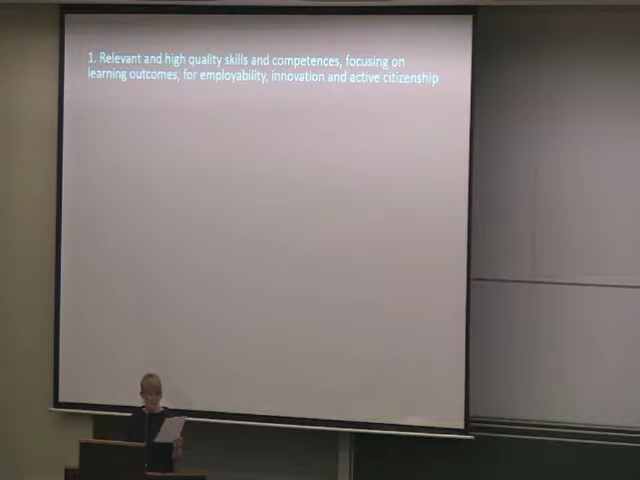 1. Relevant and high quality skills and competences, focusing on
learning outcomes, for employability, innovation and active citizenship